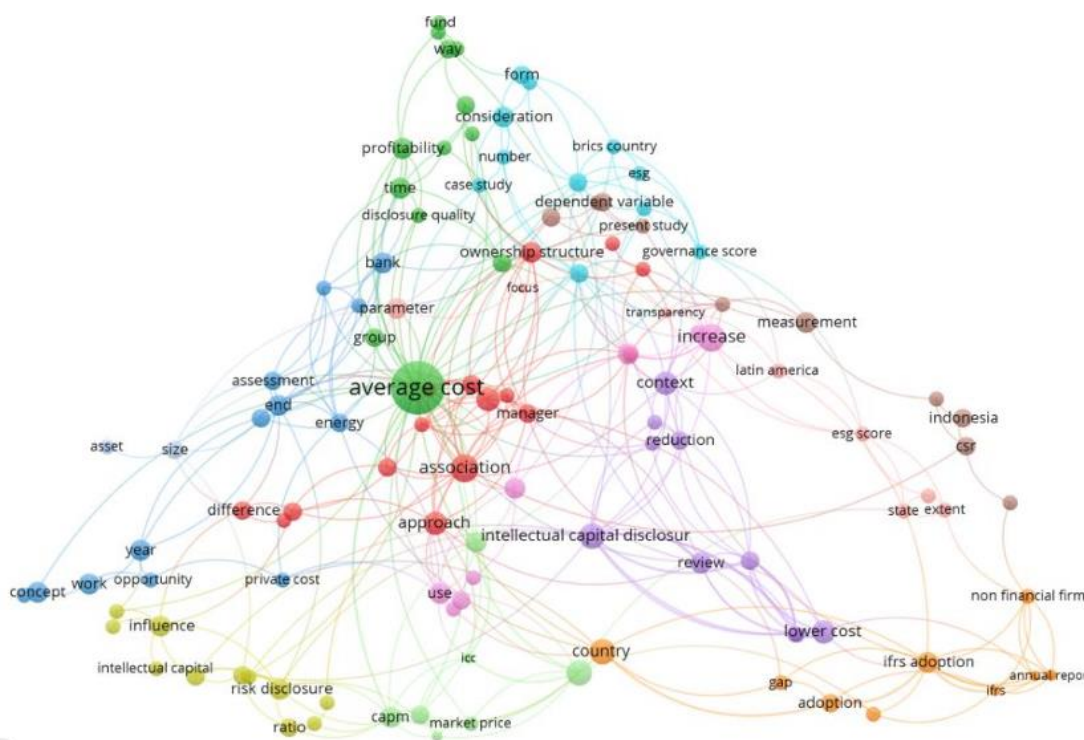 fund
way
form
consideration
profitability
number
brics country
case study
esg
time
dependent variable
disclosure quality
present study
ownership structure
governance score
bank
focus
parameter
transparency
measurement
group
increase
latin america
assessment
average cost
context
end
manager
energy
indonesia
reduction
esg score
csr
asset
size
association
difference
state
extent
approach
intellectual capital disclosur
year
review
concept
work
opportunity
private cost
use
non financial firm
influence
lower cost
country
icc
intellectual capital
ifrs adoption
risk disclosure
gap
ifrs
annual repor
adoption
capm
market price
ratio